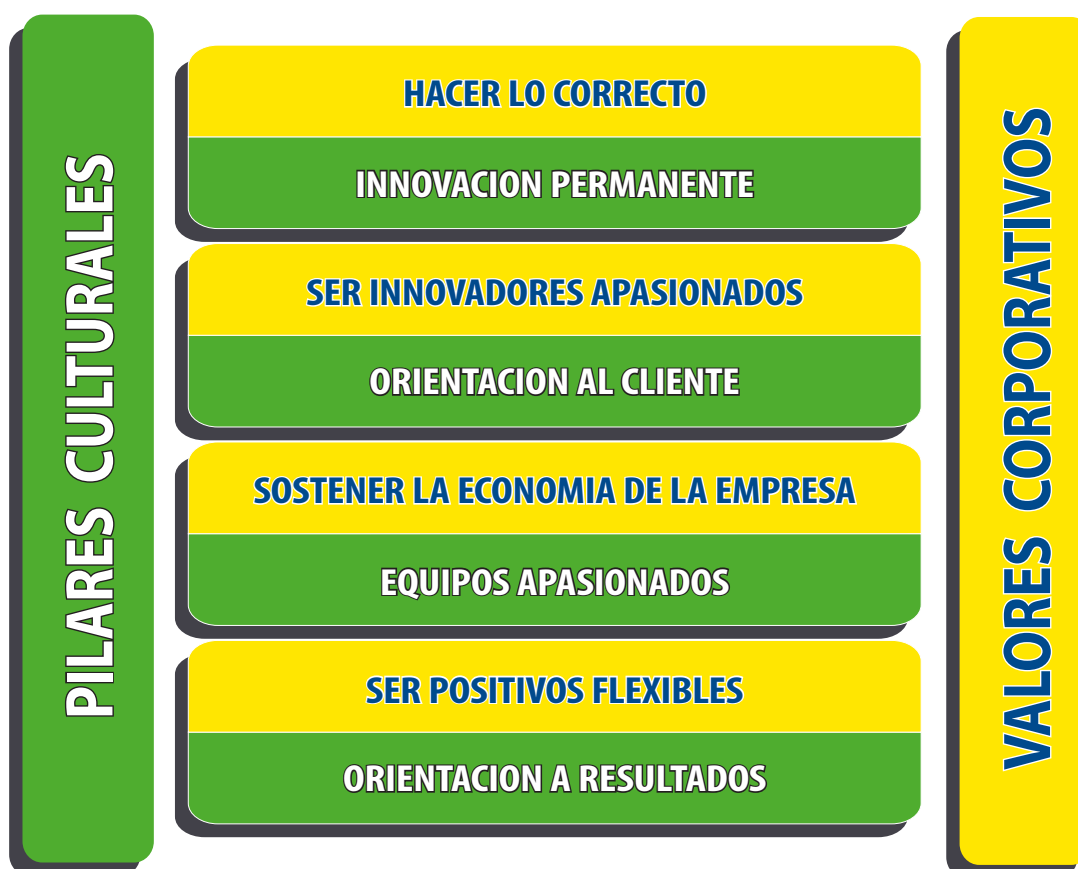 PILARES CULTURALES
HACER LO CORRECTO
INNOVACION PERMANENTE
SER INNOVADORES APASIONADOS
ORIENTACION AL CLIENTE
SOSTENER LA ECONOMIA DE LA EMPRESA
EQUIPOS APASIONADOS
SER POSITIVOS FLEXIBLES
ORIENTACION A RESULTADOS
VALORES CORPORATIVOS